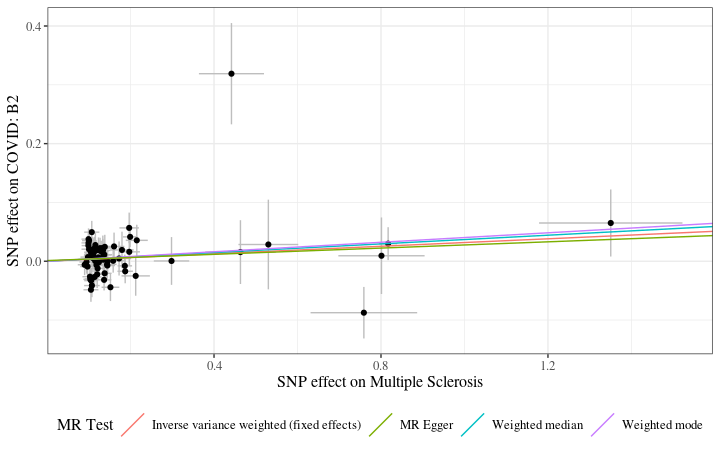 0.4
0.2
0.0
SNP effect on COVID: B2
0.4 0.8 1.2
SNP effect on Multiple Sclerosis
MR Test Inverse variance weighted (fixed effects) MR Egger Weighted median Weighted mode